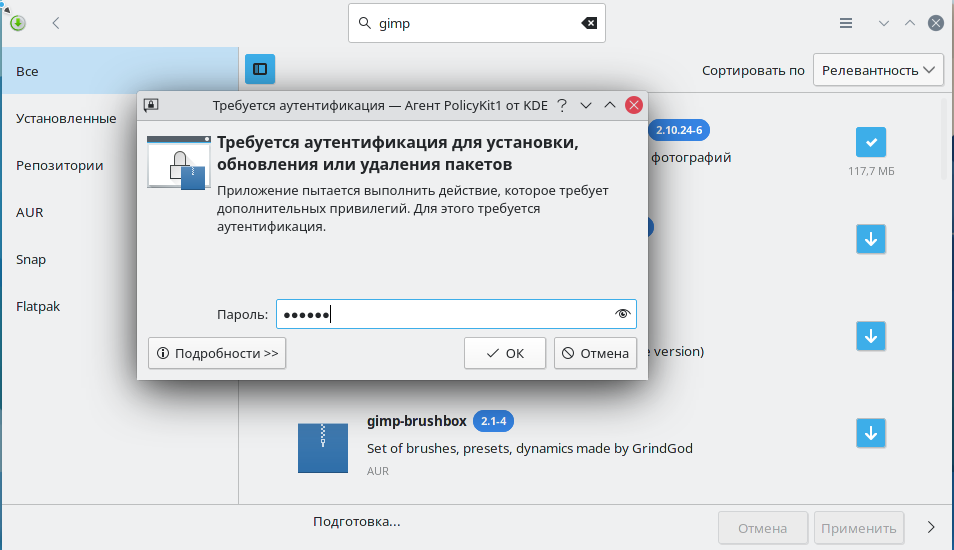 gimp
Все
Установленные
Репозитории
AUR
Snap
Flatpak
Сортировать по
Релевантность
Требуется аутентификация — Агент PolicyKit1 от KDE
Требуется аутентификация для установки,
обновления или удаления пакетов
Приложение пытается выполнить действие, которое требует
дополнительных привилегий. Для этого требуется
аутентификация.
Пароль: ●●●●●●
Подробности >>
ОК
Отмена
2.10.24-6
фотографий
117,7 МБ
version)
gimp-brushbox 2.1-4
Set of brushes, presets, dynamics made by GrindGod
AUR
Подготовка...
Отмена
Применить